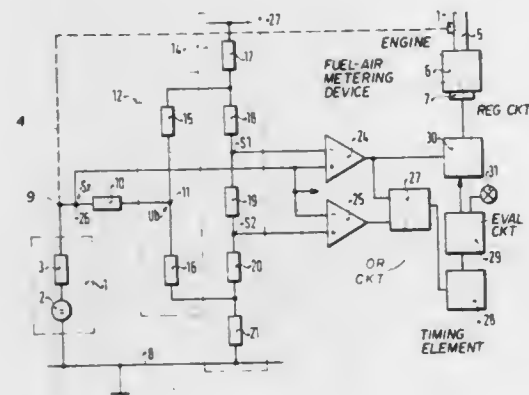 27
1
5
14
17
ENGINE
6
FUEL-AIR
METERING
DEVICE
7
REG CKT
12
15
18
4
S1
24
30
31
9
10
11
26
19
27
25
EVAL
CKT
UB
S2
3
1
16
20
29
OR
CKT
2
21
28
8
TIMING
ELEMENT